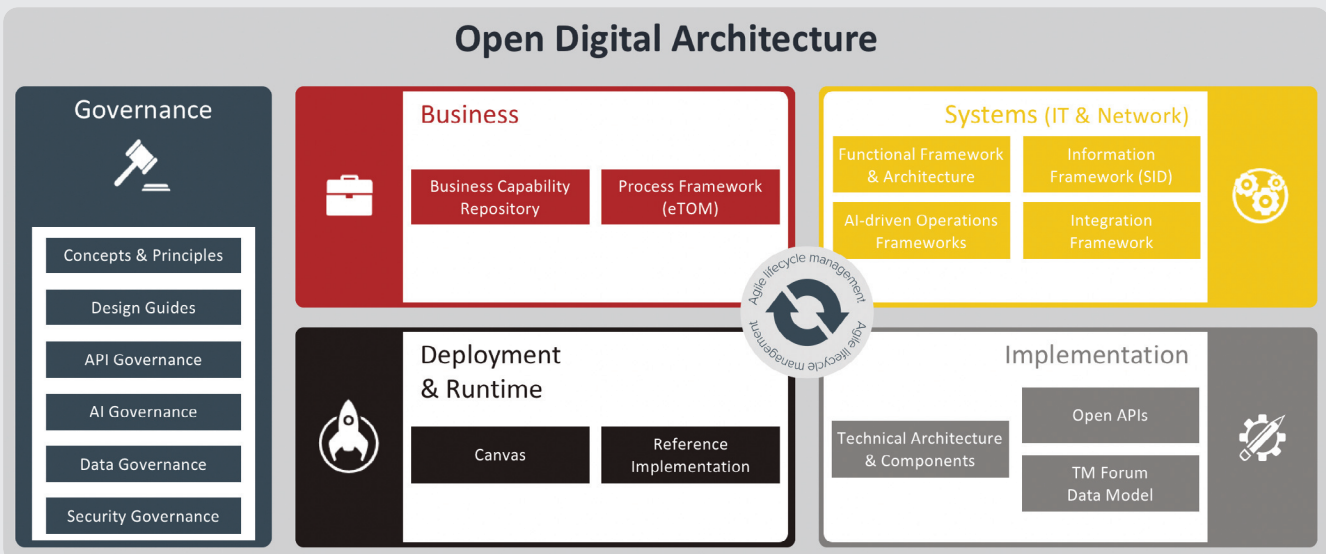 Open Digital Architecture
Governance
Concepts & Principles
Design Guides
API Governance
AI Governance
Data Governance
Security Governance
Business
Business Capability
Repository
Process Framework
(eTOM)
Systems (IT & Network)
Functional Framework
& Architecture
Information
Framework (SID)
AI-driven Operations
Frameworks
Integration
Framework
Agile lifecycle management
Agile lifecycle management
Deployment
& Runtime
Canvas
Reference
Implementation
Implementation
Technical Architecture
& Components
Open APIs
TM Forum
Data Model